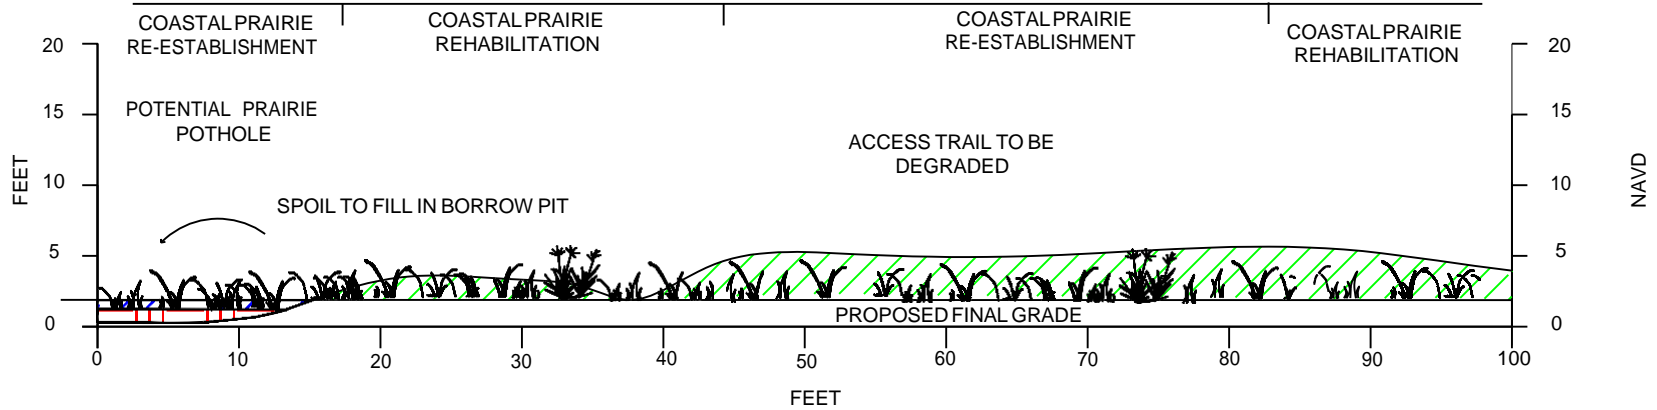 COASTAL PRAIRIE
RE-ESTABLISHMENT
COASTAL PRAIRIE
REHABILITATION
COASTAL PRAIRIE
RE-ESTABLISHMENT
COASTAL PRAIRIE
REHABILITATION
20
15
10
5
0
FEET
POTENTIAL PRAIRIE
POTHOLE
SPOIL TO FILL IN BORROW PIT
ACCESS TRAIL TO BE
DEGRADED
PROPOSED FINAL GRADE
20
15
10
5
0
NAVD
0 10 20 30 40 50 60 70 80 90 100
FEET